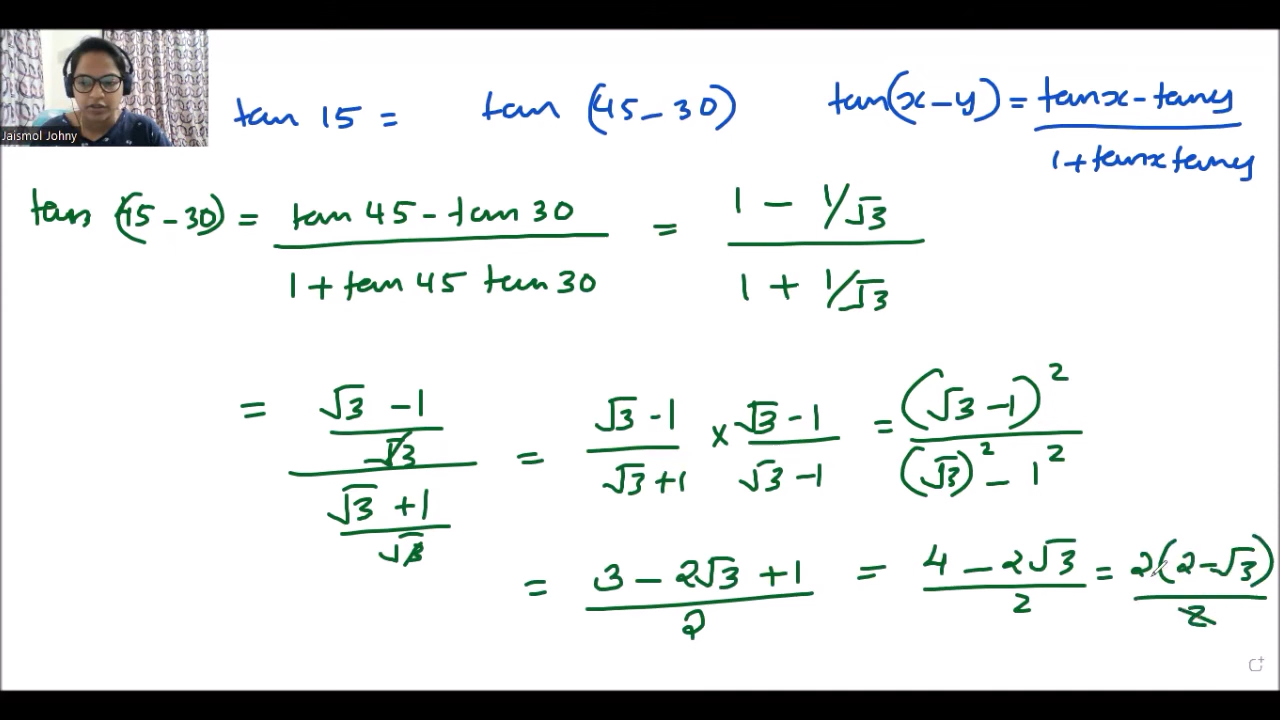 Jaismol Johny
tan 15 = tan (45 - 30) tan(x - y) = tanx - tany / 1 + tanx tany
tan (45 - 30) = tan 45 - tan 30 / 1 + tan 45 tan 30 = 1 - 1/√3 / 1 + 1/√3
= √3 - 1 / √3 / √3 + 1 / √3 = √3 - 1 / √3 + 1 × √3 - 1 / √3 - 1 = (√3 - 1)² / (√3)² - 1²
= 3 - 2√3 + 1 / 2 = 4 - 2√3 / 2 = 2(2 - √3) / 2